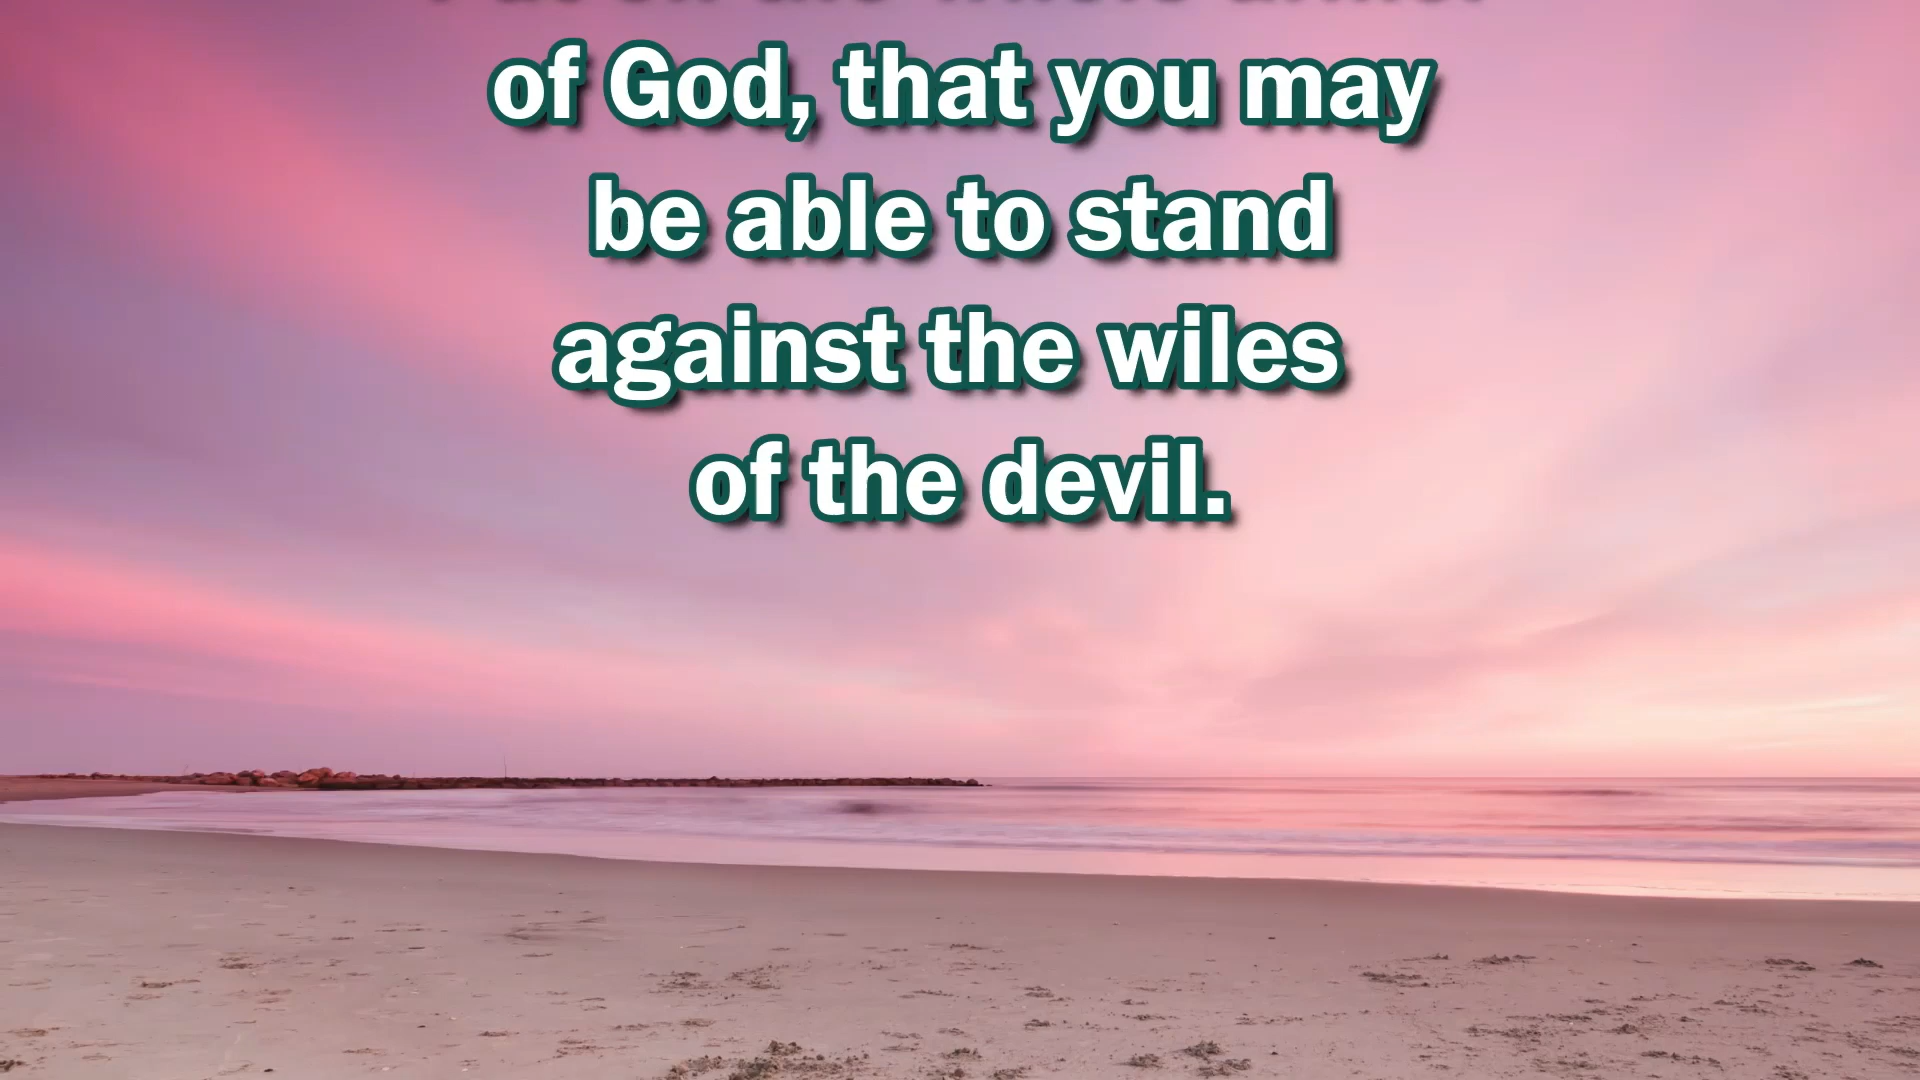 of God, that you may
be able to stand
against the wiles
of the devil.